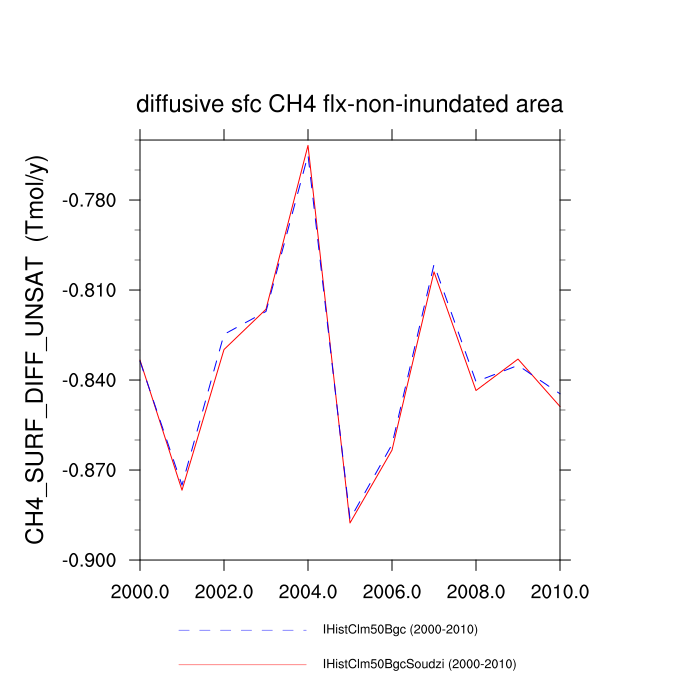 diffusive sfc CH4 flx-non-inundated area
CH4_SURF_DIFF_UNSAT (Tmol/y)
-0.780
-0.810
-0.840
-0.870
-0.900
2000.0 2002.0 2004.0 2006.0 2008.0 2010.0
IHistClm50Bgc (2000-2010)
IHistClm50BgcSoudzi (2000-2010)